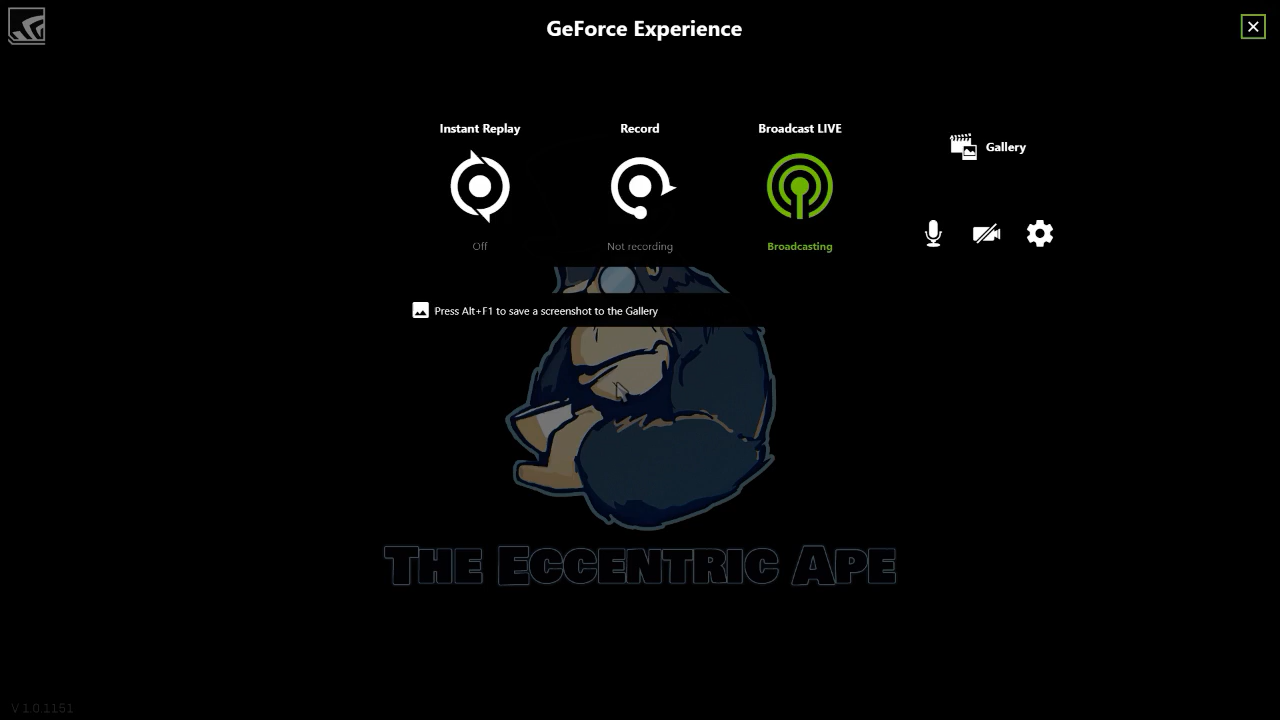 GeForce Experience
Instant Replay
Record
Broadcast LIVE
Gallery
Off
Not recording
Broadcasting
Press Alt+F1 to save a screenshot to the Gallery
THE ECCENTRIC APE
V 1.0.1151